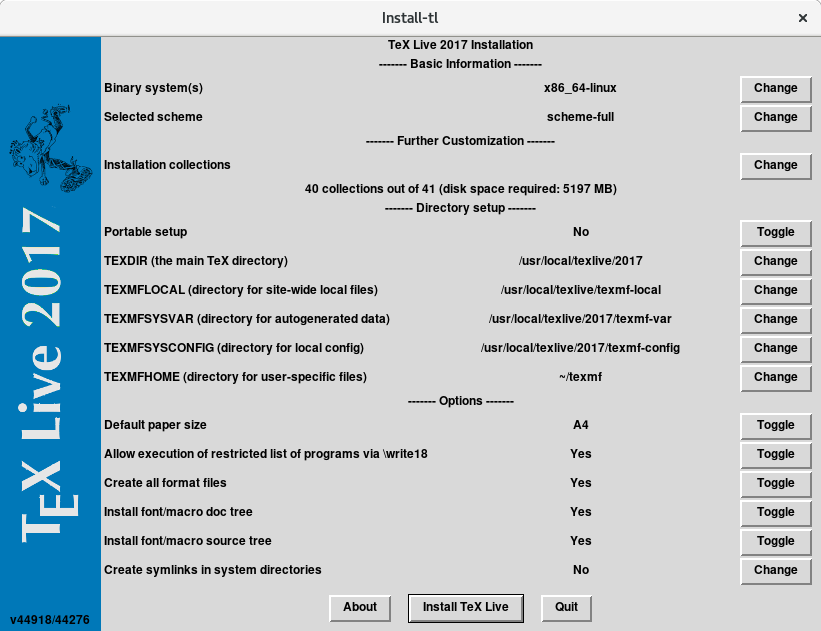 Install-tl
TeX Live 2017 Installation
------- Basic Information -------
Binary system(s) x86_64-linux Change
Selected scheme scheme-full Change
------- Further Customization -------
Installation collections Change
40 collections out of 41 (disk space required: 5197 MB)
------- Directory setup -------
Portable setup No Toggle
TEXDIR (the main TeX directory) /usr/local/texlive/2017 Change
TEXMFLOCAL (directory for site-wide local files) /usr/local/texlive/texmf-local Change
TEXMFSYSVAR (directory for autogenerated data) /usr/local/texlive/2017/texmf-var Change
TEXMFSYSCONFIG (directory for local config) /usr/local/texlive/2017/texmf-config Change
TEXMFHOME (directory for user-specific files) ~/texmf Change
------- Options -------
Default paper size A4 Toggle
Allow execution of restricted list of programs via \write18 Yes Toggle
Create all format files Yes Toggle
Install font/macro doc tree Yes Toggle
Install font/macro source tree Yes Toggle
Create symlinks in system directories No Change
About Install TeX Live Quit
TEX Live 2017
v44918/44276